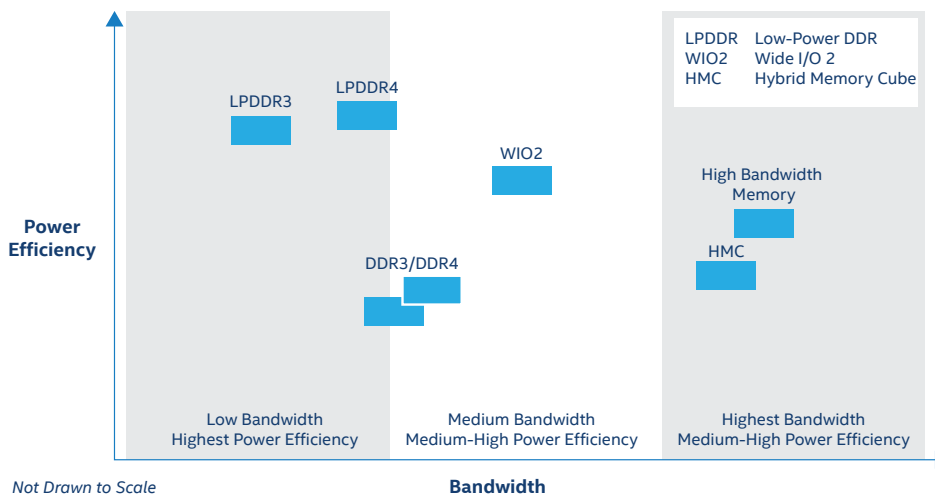 LPDDR Low-Power DDR
WIO2 Wide I/O 2
HMC Hybrid Memory Cube
LPDDR3
LPDDR4
WIO2
High Bandwidth
Memory
HMC
DDR3/DDR4
Power
Efficiency
Low Bandwidth
Highest Power Efficiency
Medium Bandwidth
Medium-High Power Efficiency
Highest Bandwidth
Medium-High Power Efficiency
Not Drawn to Scale
Bandwidth